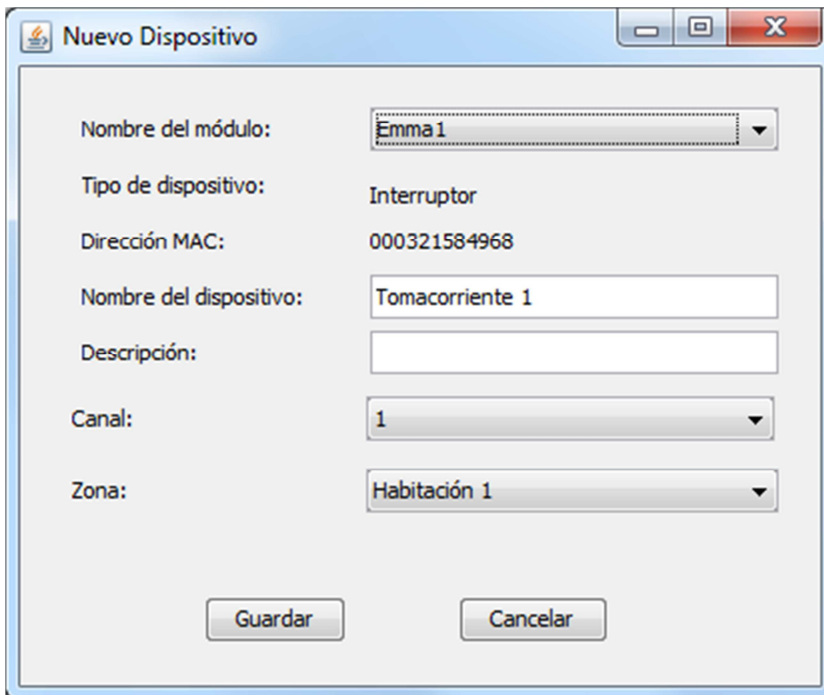 Nuevo Dispositivo
Nombre del módulo: Emma1
Tipo de dispositivo: Interruptor
Dirección MAC: 000321584968
Nombre del dispositivo: Tomacorriente 1
Descripción:
Canal: 1
Zona: Habitación 1
Guardar Cancelar